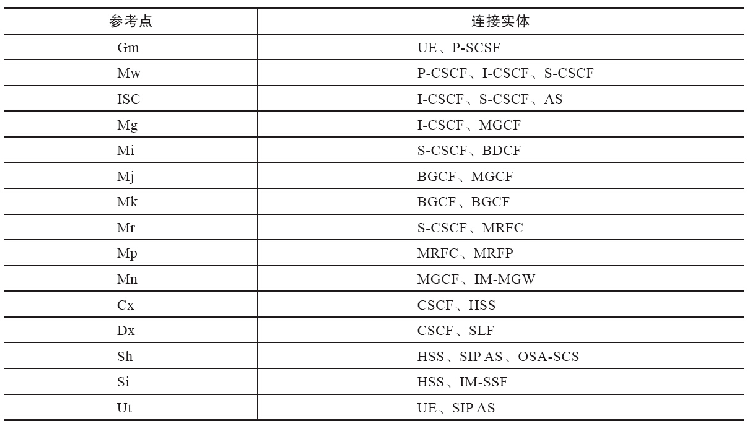 参考点 连接实体
Gm UE、P-SCSF
Mw P-CSCF、I-CSCF、S-CSCF
ISC I-CSCF、S-CSCF、AS
Mg I-CSCF、MGCF
Mi S-CSCF、BDCF
Mj BGCF、MGCF
Mk BGCF、BGCF
Mr S-CSCF、MRFC
Mp MRFC、MRFP
Mn MGCF、IM-MGW
Cx CSCF、HSS
Dx CSCF、SLF
Sh HSS、SIP AS、OSA-SCS
Si HSS、IM-SSF
Ut UE、SIP AS